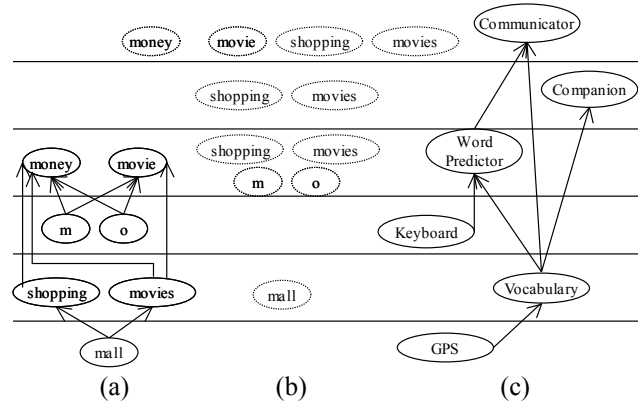 money movie shopping movies Communicator
shopping movies Companion
money movie shopping movies Word
Predictor
m o
m o Keyboard
shopping movies mall Vocabulary
mall GPS
(a) (b) (c)